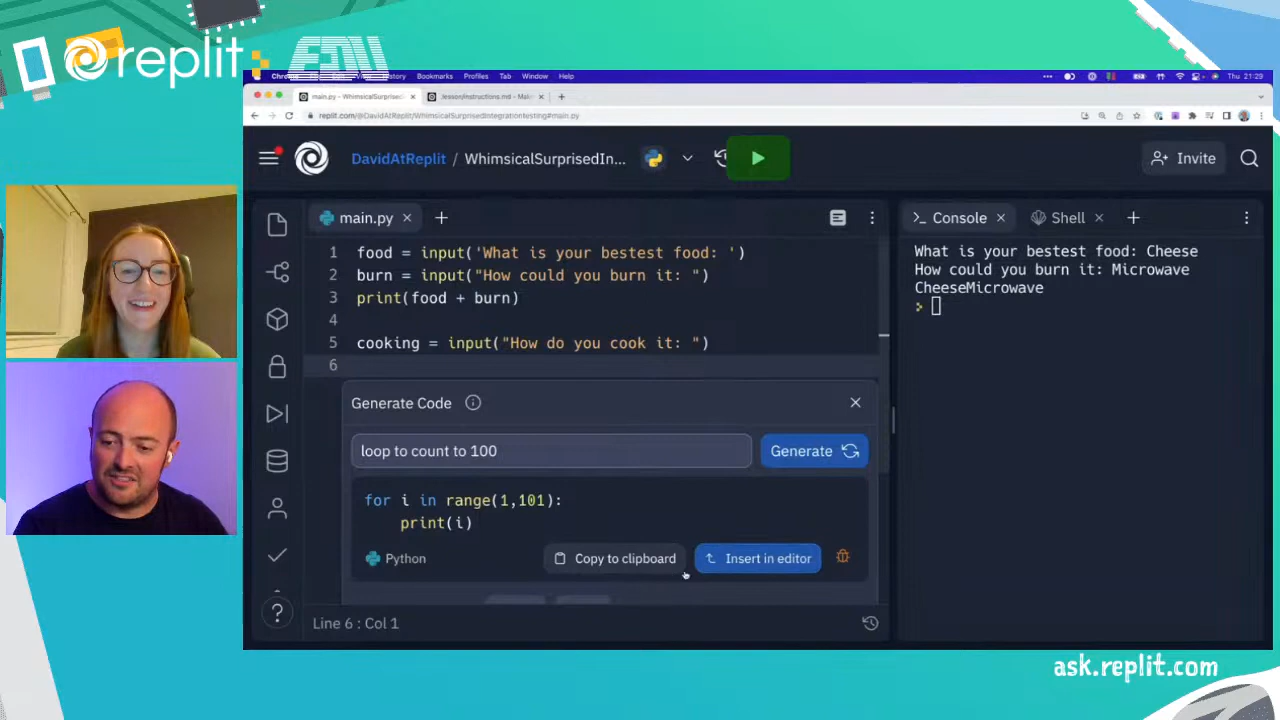 replit
EDU
Chrome
History Bookmarks Profiles Tab Window Help
Thu 21:29
main.py - WhimsicalSurprisedI
.lesson/instructions.md - Make
replit.com/@DavidAtReplit/WhimsicalSurprisedIntegrationtesting#main.py
DavidAtReplit / WhimsicalSurprisedIn...
Invite
main.py
Console
Shell
1 food = input('What is your bestest food: ')
2 burn = input("How could you burn it: ")
3 print(food + burn)
4
5 cooking = input("How do you cook it: ")
6
What is your bestest food: Cheese
How could you burn it: Microwave
CheeseMicrowave
Generate Code
loop to count to 100
Generate
for i in range(1,101):
print(i)
Python
Copy to clipboard
Insert in editor
Line 6 : Col 1
ask.replit.com